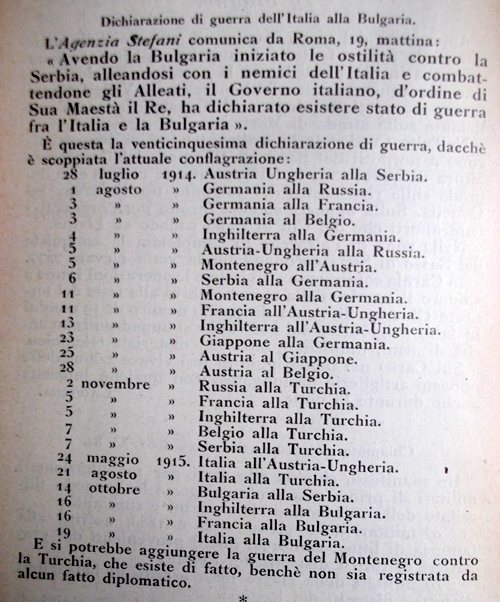 Dichiarazione di guerra dell'Italia alla Bulgaria.
L'Agenzia Stefani comunica da Roma, 19, mattina:
« Avendo la Bulgaria iniziato le ostilità contro la
Serbia, alleandosi con i nemici dell'Italia e combat-
tendone gli Alleati, il Governo italiano, d'ordine di
Sua Maestà il Re, ha dichiarato esistere stato di guerra
fra l'Italia e la Bulgaria ».
È questa la venticinquesima dichiarazione di guerra, dacchè
è scoppiata l'attuale conflagrazione:
28 luglio 1914. Austria Ungheria alla Serbia.
1 agosto » Germania alla Russia.
3 » » Germania alla Francia.
3 » » Germania al Belgio.
4 » » Inghilterra alla Germania.
5 » » Austria-Ungheria alla Russia.
5 » » Montenegro all'Austria.
6 » » Serbia alla Germania.
11 » » Montenegro alla Germania.
11 » » Francia all'Austria-Ungheria.
13 » » Inghilterra all'Austria-Ungheria.
23 » » Giappone alla Germania.
25 » » Austria al Giappone.
28 » » Austria al Belgio.
2 novembre » Russia alla Turchia.
5 » » Francia alla Turchia.
5 » » Inghilterra alla Turchia.
7 » » Belgio alla Turchia.
7 » » Serbia alla Turchia.
24 maggio 1915. Italia all'Austria-Ungheria.
21 agosto » Italia alla Turchia.
14 ottobre » Bulgaria alla Serbia.
16 » » Inghilterra alla Bulgaria.
16 » » Francia alla Bulgaria.
19 » » Italia alla Bulgaria.
E si potrebbe aggiungere la guerra del Montenegro contro
la Turchia, che esiste di fatto, benchè non sia registrata da
alcun fatto diplomatico.
*